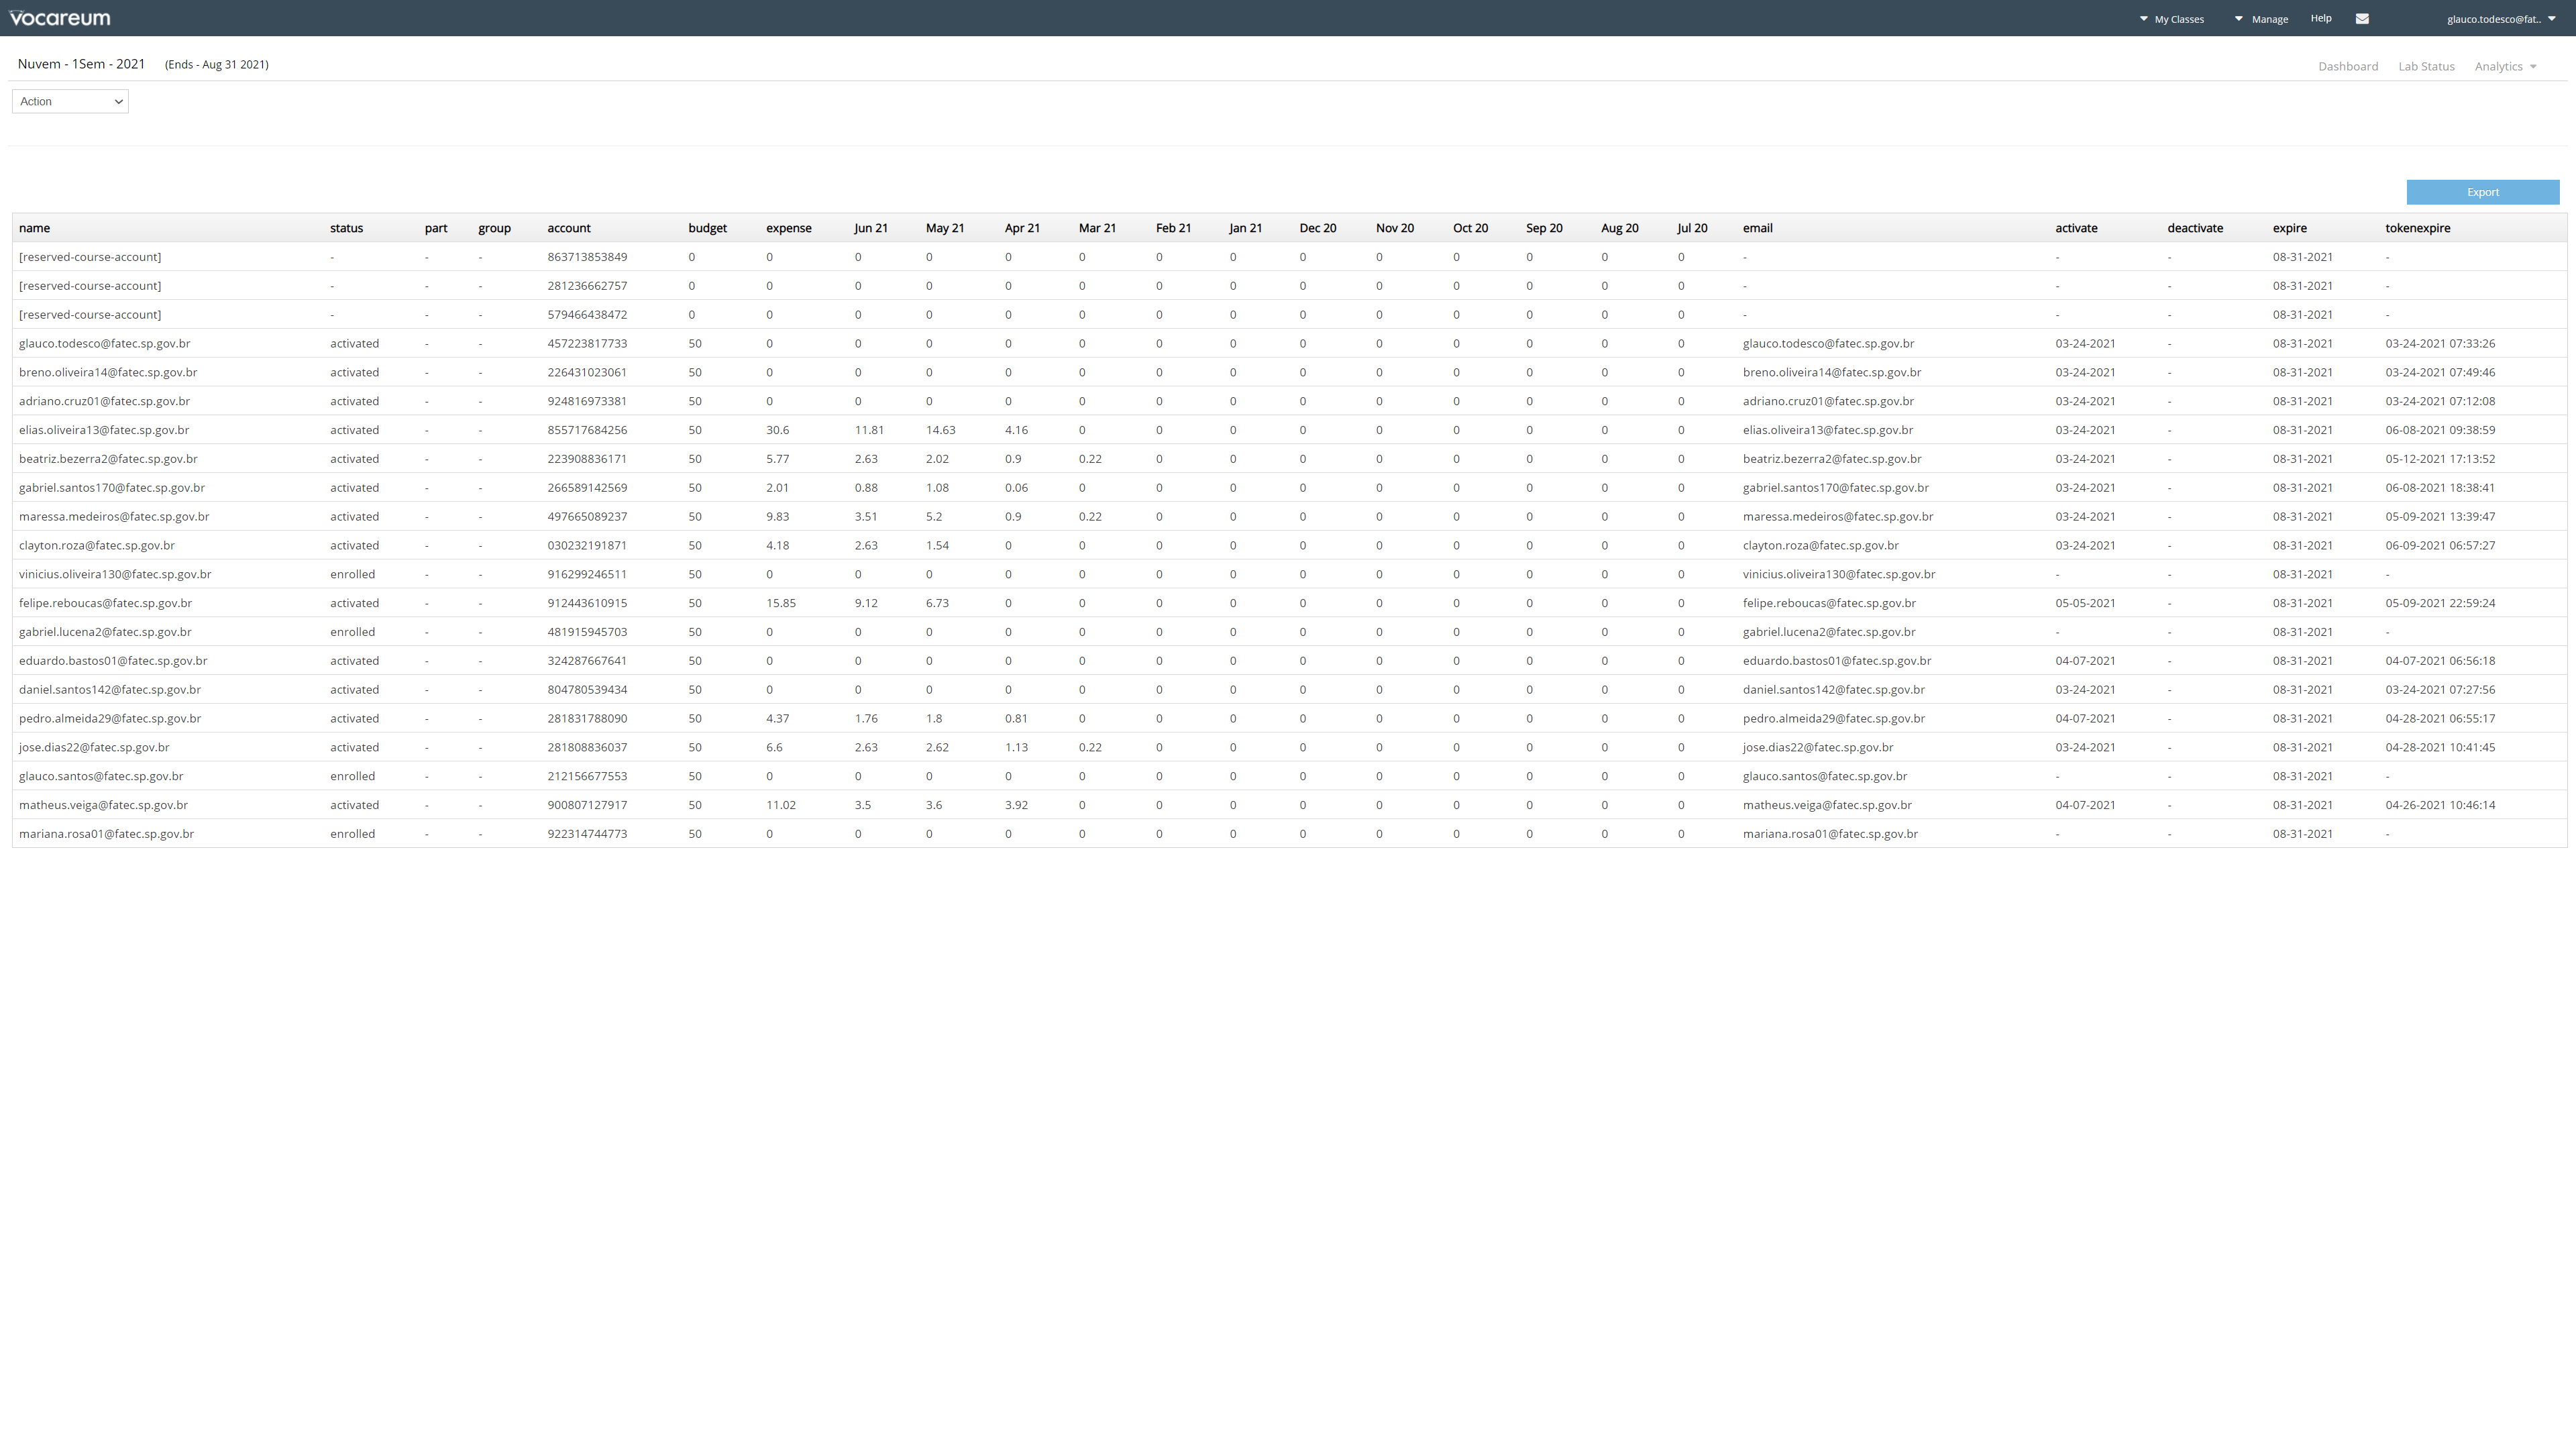 Vocareum My Classes Manage Help glauco.todesco@fat..
Nuvem - 1Sem - 2021 (Ends - Aug 31 2021) Dashboard Lab Status Analytics
Action
Export
name status part group account budget expense Jun 21 May 21 Apr 21 Mar 21 Feb 21 Jan 21 Dec 20 Nov 20 Oct 20 Sep 20 Aug 20 Jul 20 email activate deactivate expire tokenexpire
[reserved-course-account] - - - 863713853849 0 0 0 0 0 0 0 0 0 0 0 0 0 0 - - - 08-31-2021 -
[reserved-course-account] - - - 281236662757 0 0 0 0 0 0 0 0 0 0 0 0 0 0 - - - 08-31-2021 -
[reserved-course-account] - - - 579466438472 0 0 0 0 0 0 0 0 0 0 0 0 0 0 - - - 08-31-2021 -
glauco.todesco@fatec.sp.gov.br activated - - 457223817733 50 0 0 0 0 0 0 0 0 0 0 0 0 0 glauco.todesco@fatec.sp.gov.br 03-24-2021 - 08-31-2021 03-24-2021 07:33:26
breno.oliveira14@fatec.sp.gov.br activated - - 226431023061 50 0 0 0 0 0 0 0 0 0 0 0 0 0 breno.oliveira14@fatec.sp.gov.br 03-24-2021 - 08-31-2021 03-24-2021 07:49:46
adriano.cruz01@fatec.sp.gov.br activated - - 924816973381 50 0 0 0 0 0 0 0 0 0 0 0 0 0 adriano.cruz01@fatec.sp.gov.br 03-24-2021 - 08-31-2021 03-24-2021 07:12:08
elias.oliveira13@fatec.sp.gov.br activated - - 855717684256 50 30.6 11.81 14.63 4.16 0 0 0 0 0 0 0 0 0 elias.oliveira13@fatec.sp.gov.br 03-24-2021 - 08-31-2021 06-08-2021 09:38:59
beatriz.bezerra2@fatec.sp.gov.br activated - - 223908836171 50 5.77 2.63 2.02 0.9 0.22 0 0 0 0 0 0 0 0 beatriz.bezerra2@fatec.sp.gov.br 03-24-2021 - 08-31-2021 05-12-2021 17:13:52
gabriel.santos170@fatec.sp.gov.br activated - - 266589142569 50 2.01 0.88 1.08 0.06 0 0 0 0 0 0 0 0 0 gabriel.santos170@fatec.sp.gov.br 03-24-2021 - 08-31-2021 06-08-2021 18:38:41
maressa.medeiros@fatec.sp.gov.br activated - - 497665089237 50 9.83 3.51 5.2 0.9 0.22 0 0 0 0 0 0 0 0 maressa.medeiros@fatec.sp.gov.br 03-24-2021 - 08-31-2021 05-09-2021 13:39:47
clayton.roza@fatec.sp.gov.br activated - - 030232191871 50 4.18 2.63 1.54 0 0 0 0 0 0 0 0 0 0 clayton.roza@fatec.sp.gov.br 03-24-2021 - 08-31-2021 06-09-2021 06:57:27
vinicius.oliveira130@fatec.sp.gov.br enrolled - - 916299246511 50 0 0 0 0 0 0 0 0 0 0 0 0 0 vinicius.oliveira130@fatec.sp.gov.br - - 08-31-2021 -
felipe.reboucas@fatec.sp.gov.br activated - - 912443610915 50 15.85 9.12 6.73 0 0 0 0 0 0 0 0 0 0 felipe.reboucas@fatec.sp.gov.br 05-05-2021 - 08-31-2021 05-09-2021 22:59:24
gabriel.lucena2@fatec.sp.gov.br enrolled - - 481915945703 50 0 0 0 0 0 0 0 0 0 0 0 0 0 gabriel.lucena2@fatec.sp.gov.br - - 08-31-2021 -
eduardo.bastos01@fatec.sp.gov.br activated - - 324287667641 50 0 0 0 0 0 0 0 0 0 0 0 0 0 eduardo.bastos01@fatec.sp.gov.br 04-07-2021 - 08-31-2021 04-07-2021 06:56:18
daniel.santos142@fatec.sp.gov.br activated - - 804780539434 50 0 0 0 0 0 0 0 0 0 0 0 0 0 daniel.santos142@fatec.sp.gov.br 03-24-2021 - 08-31-2021 03-24-2021 07:27:56
pedro.almeida29@fatec.sp.gov.br activated - - 281831788090 50 4.37 1.76 1.8 0.81 0 0 0 0 0 0 0 0 0 pedro.almeida29@fatec.sp.gov.br 04-07-2021 - 08-31-2021 04-28-2021 06:55:17
jose.dias22@fatec.sp.gov.br activated - - 281808836037 50 6.6 2.63 2.62 1.13 0.22 0 0 0 0 0 0 0 0 jose.dias22@fatec.sp.gov.br 03-24-2021 - 08-31-2021 04-28-2021 10:41:45
glauco.santos@fatec.sp.gov.br enrolled - - 212156677553 50 0 0 0 0 0 0 0 0 0 0 0 0 0 glauco.santos@fatec.sp.gov.br - - 08-31-2021 -
matheus.veiga@fatec.sp.gov.br activated - - 900807127917 50 11.02 3.5 3.6 3.92 0 0 0 0 0 0 0 0 0 matheus.veiga@fatec.sp.gov.br 04-07-2021 - 08-31-2021 04-26-2021 10:46:14
mariana.rosa01@fatec.sp.gov.br enrolled - - 922314744773 50 0 0 0 0 0 0 0 0 0 0 0 0 0 mariana.rosa01@fatec.sp.gov.br - - 08-31-2021 -